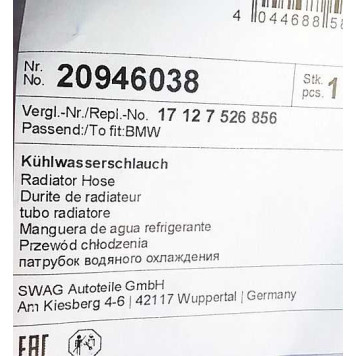 4 044688 58
Nr.
No. 20946038
Stk.
pcs. 1
Vergl.-Nr./Repl.-No. 17 12 7 526 856
Passend:/To fit:BMW
Kühlwasserschlauch
Radiator Hose
Durite de radiateur
tubo radiatore
Manguera de agua refrigerante
Przewód chłodzenia
патрубок водяного охлаждения
SWAG Autoteile GmbH
Am Kiesberg 4-6 | 42117 Wuppertal | Germany
EAC